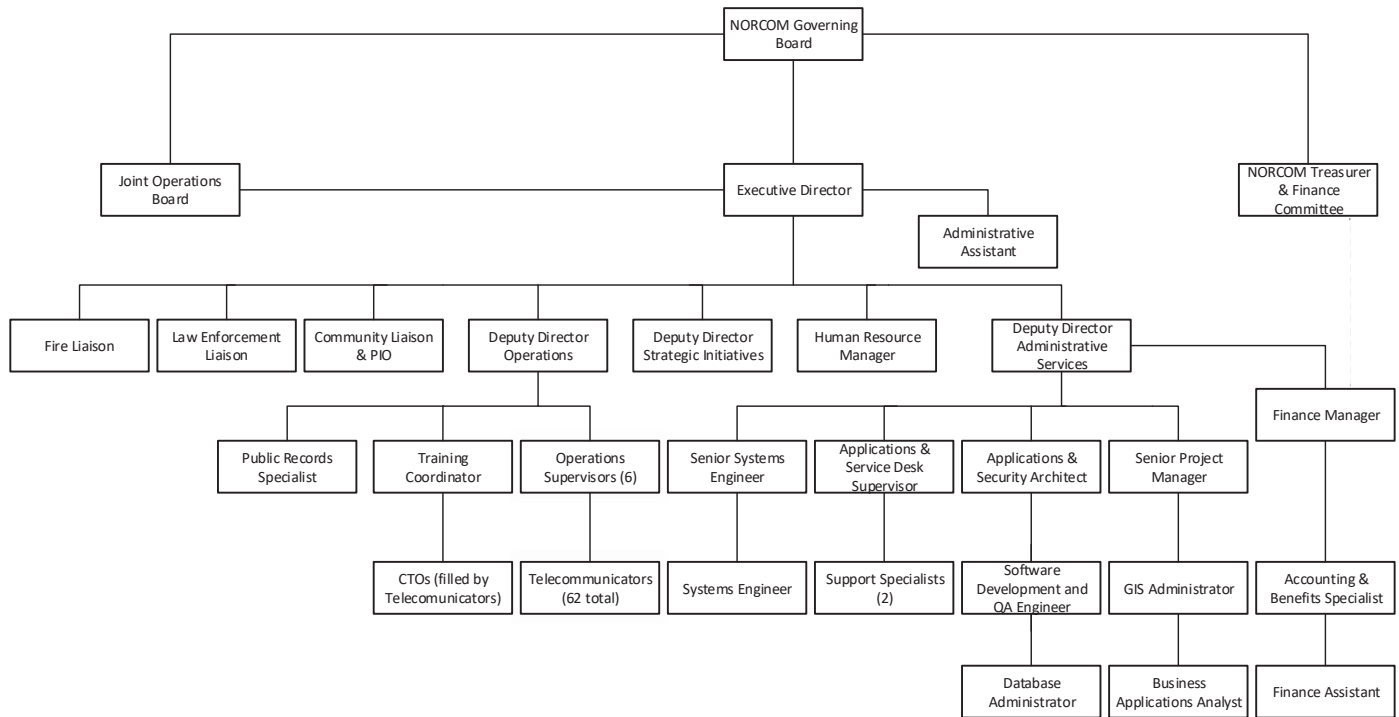 NORCOM Governing
Board
Joint Operations
Board
Executive Director
NORCOM Treasurer
& Finance
Committee
Administrative
Assistant
Fire Liaison
Law Enforcement
Liaison
Community Liaison
& PIO
Deputy Director
Operations
Deputy Director
Strategic Initiatives
Human Resource
Manager
Deputy Director
Administrative
Services
Finance Manager
Public Records
Specialist
Training
Coordinator
Operations
Supervisors (6)
Senior Systems
Engineer
Applications &
Service Desk
Supervisor
Applications &
Security Architect
Senior Project
Manager
CTOs (filled by
Telecomunicators)
Telecommunicators
(62 total)
Systems Engineer
Support Specialists
(2)
Software
Development and
QA Engineer
GIS Administrator
Accounting &
Benefits Specialist
Database
Administrator
Business
Applications Analyst
Finance Assistant